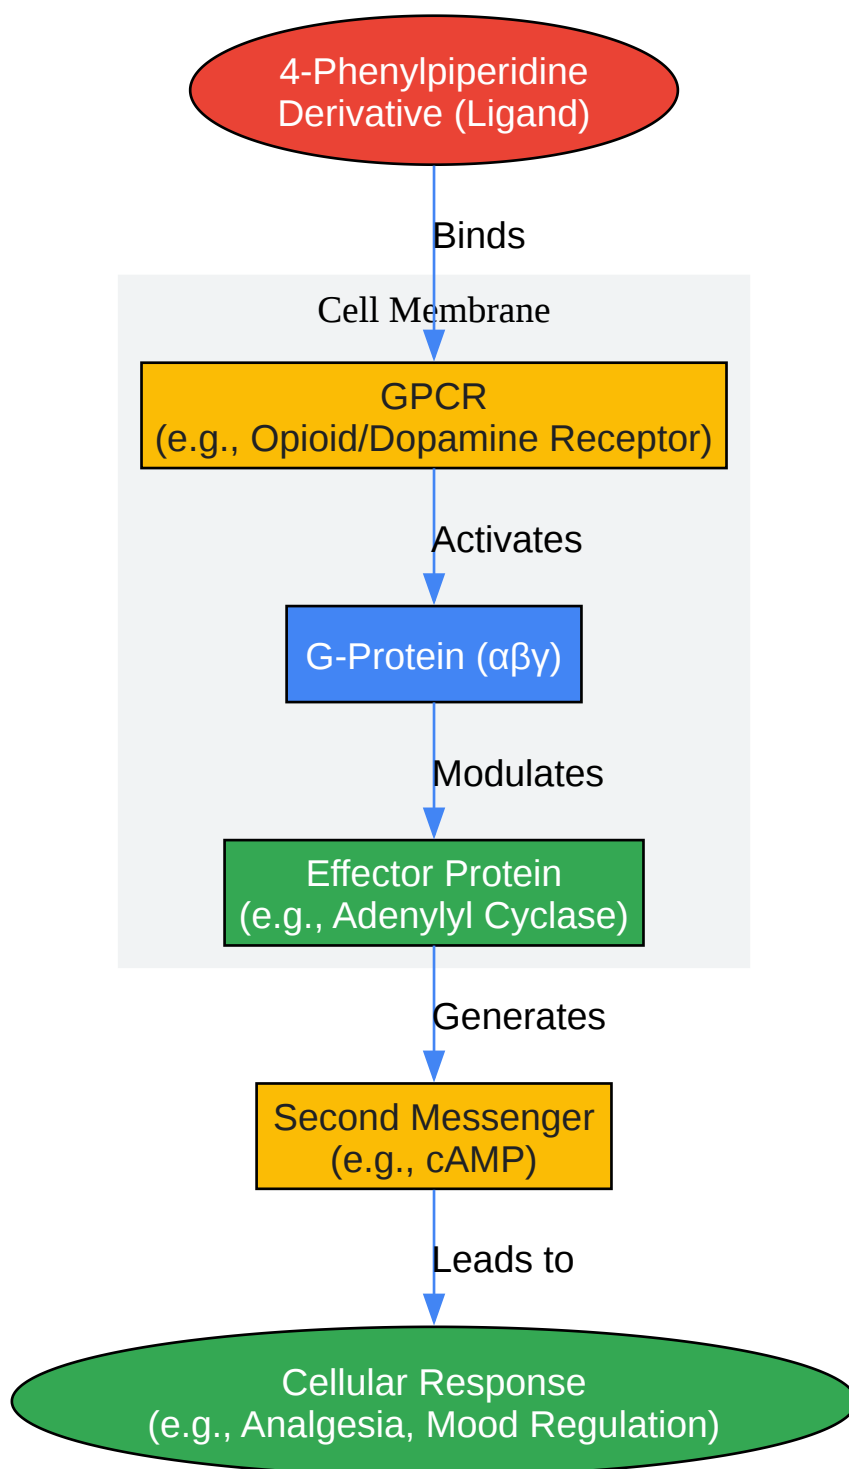 4-Phenylpiperidine
Derivative (Ligand)
Binds
Cell Membrane
GPCR
(e.g., Opioid/Dopamine Receptor)
Activates
G-Protein (αβγ)
Modulates
Effector Protein
(e.g., Adenylyl Cyclase)
Generates
Second Messenger
(e.g., cAMP)
Leads to
Cellular Response
(e.g., Analgesia, Mood Regulation)